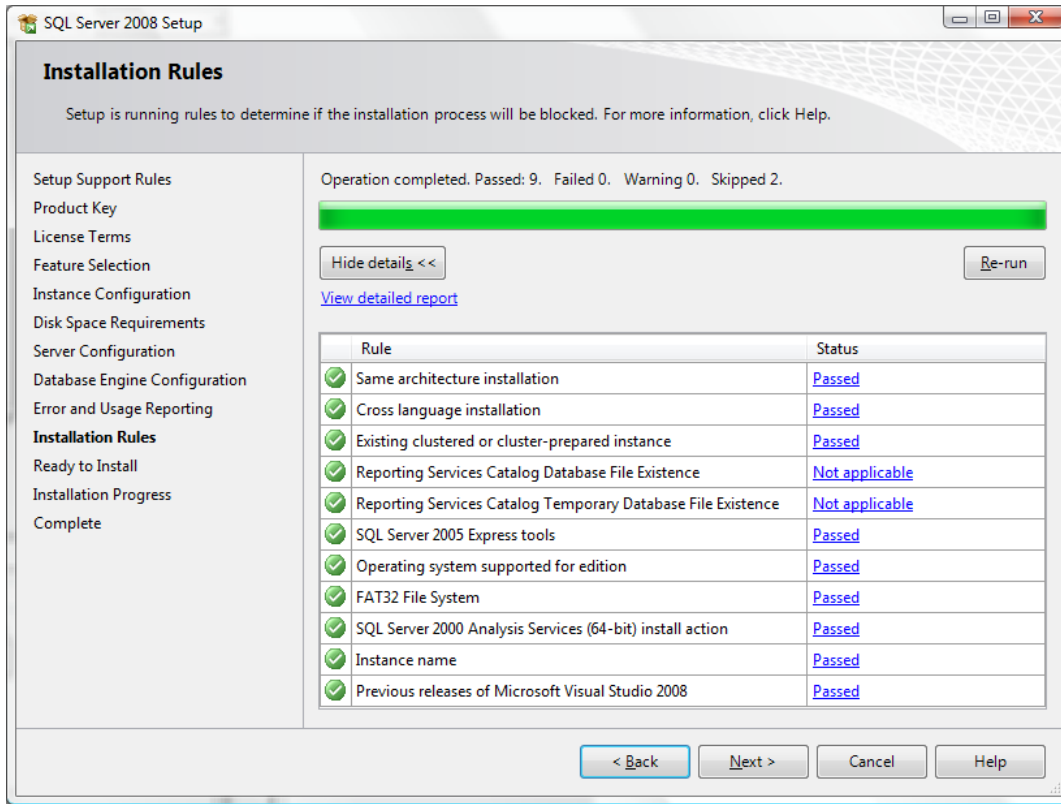 SQL Server 2008 Setup
Installation Rules
Setup is running rules to determine if the installation process will be blocked. For more information, click Help.
Setup Support Rules
Product Key
License Terms
Feature Selection
Instance Configuration
Disk Space Requirements
Server Configuration
Database Engine Configuration
Error and Usage Reporting
Installation Rules
Ready to Install
Installation Progress
Complete
Operation completed. Passed: 9. Failed 0. Warning 0. Skipped 2.
Hide details <<
Re-run
View detailed report
Rule Status
Same architecture installation Passed
Cross language installation Passed
Existing clustered or cluster-prepared instance Passed
Reporting Services Catalog Database File Existence Not applicable
Reporting Services Catalog Temporary Database File Existence Not applicable
SQL Server 2005 Express tools Passed
Operating system supported for edition Passed
FAT32 File System Passed
SQL Server 2000 Analysis Services (64-bit) install action Passed
Instance name Passed
Previous releases of Microsoft Visual Studio 2008 Passed
< Back Next > Cancel Help